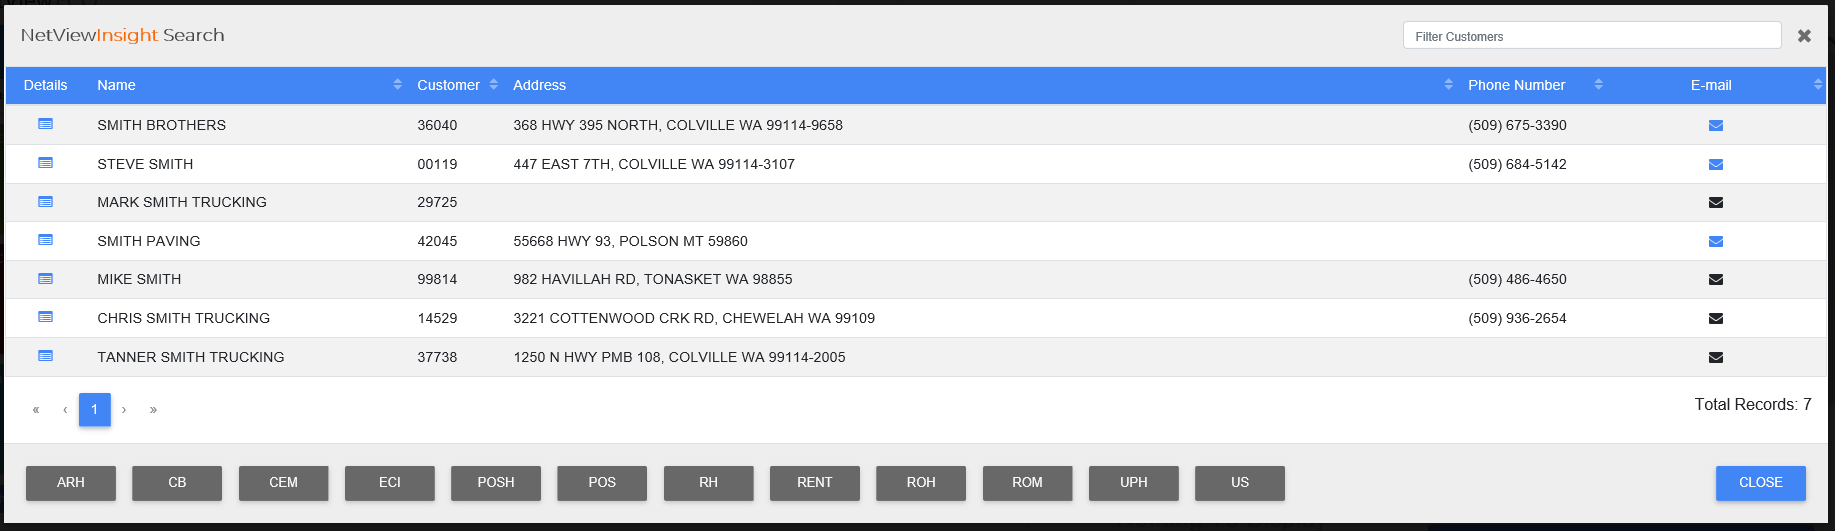 NetViewInsight Search
Filter Customers
Details Name Customer Address Phone Number E-mail
SMITH BROTHERS 36040 368 HWY 395 NORTH, COLVILLE WA 99114-9658 (509) 675-3390
STEVE SMITH 00119 447 EAST 7TH, COLVILLE WA 99114-3107 (509) 684-5142
MARK SMITH TRUCKING 29725
SMITH PAVING 42045 55668 HWY 93, POLSON MT 59860
MIKE SMITH 99814 982 HAVILLAH RD, TONASKET WA 98855 (509) 486-4650
CHRIS SMITH TRUCKING 14529 3221 COTTENWOOD CRK RD, CHEWELAH WA 99109 (509) 936-2654
TANNER SMITH TRUCKING 37738 1250 N HWY PMB 108, COLVILLE WA 99114-2005
« ‹ 1 › » Total Records: 7
ARH CB CEM ECI POSH POS RH RENT ROH ROM UPH US CLOSE